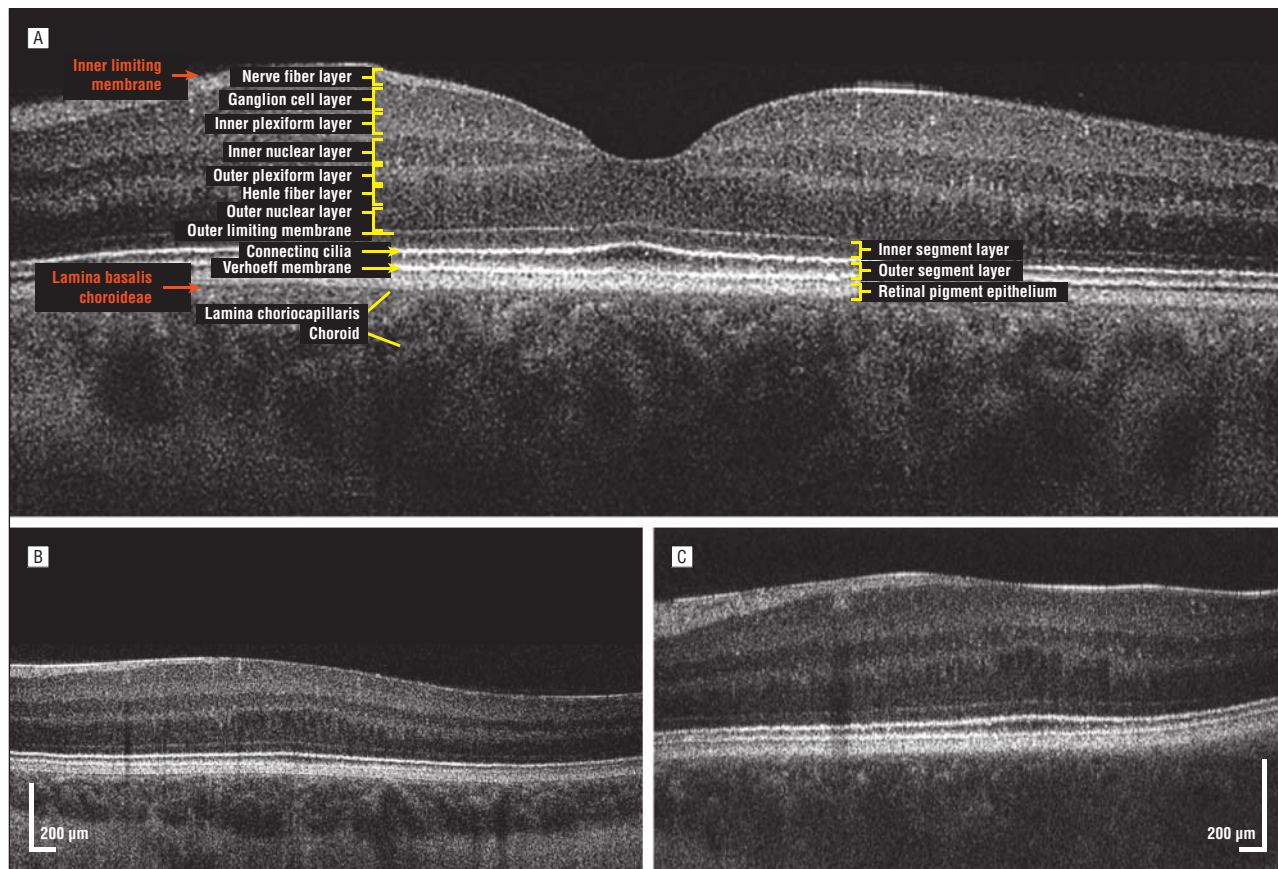 A
Inner limiting
membrane
Nerve fiber layer
Ganglion cell layer
Inner plexiform layer
Inner nuclear layer
Outer plexiform layer
Henle fiber layer
Outer nuclear layer
Outer limiting membrane
Connecting cilia
Verhoeff membrane
Lamina basalis
choroideae
Lamina choriocapillaris
Choroid
Inner segment layer
Outer segment layer
Retinal pigment epithelium
B
200 µm
C
200 µm